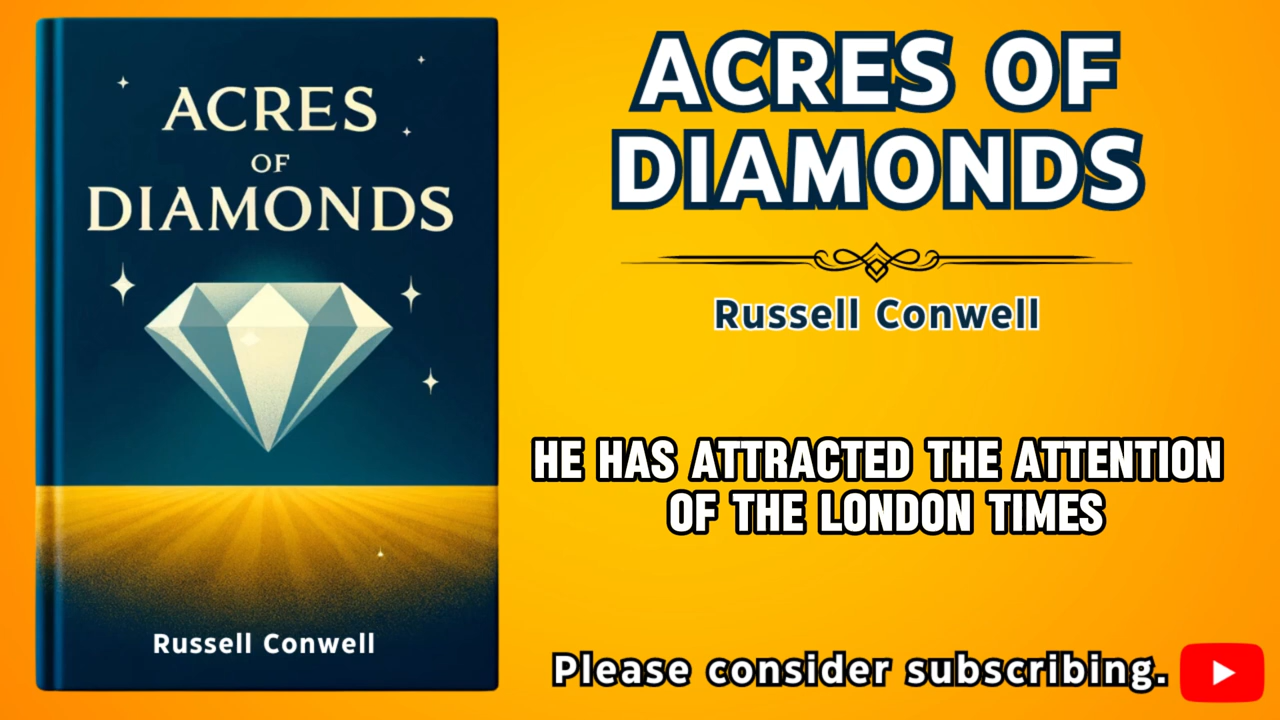 ACRES
OF
DIAMONDS
Russell Conwell
ACRES OF
DIAMONDS
Russell Conwell
HE HAS ATTRACTED THE ATTENTION
OF THE LONDON TIMES
Please consider subscribing.